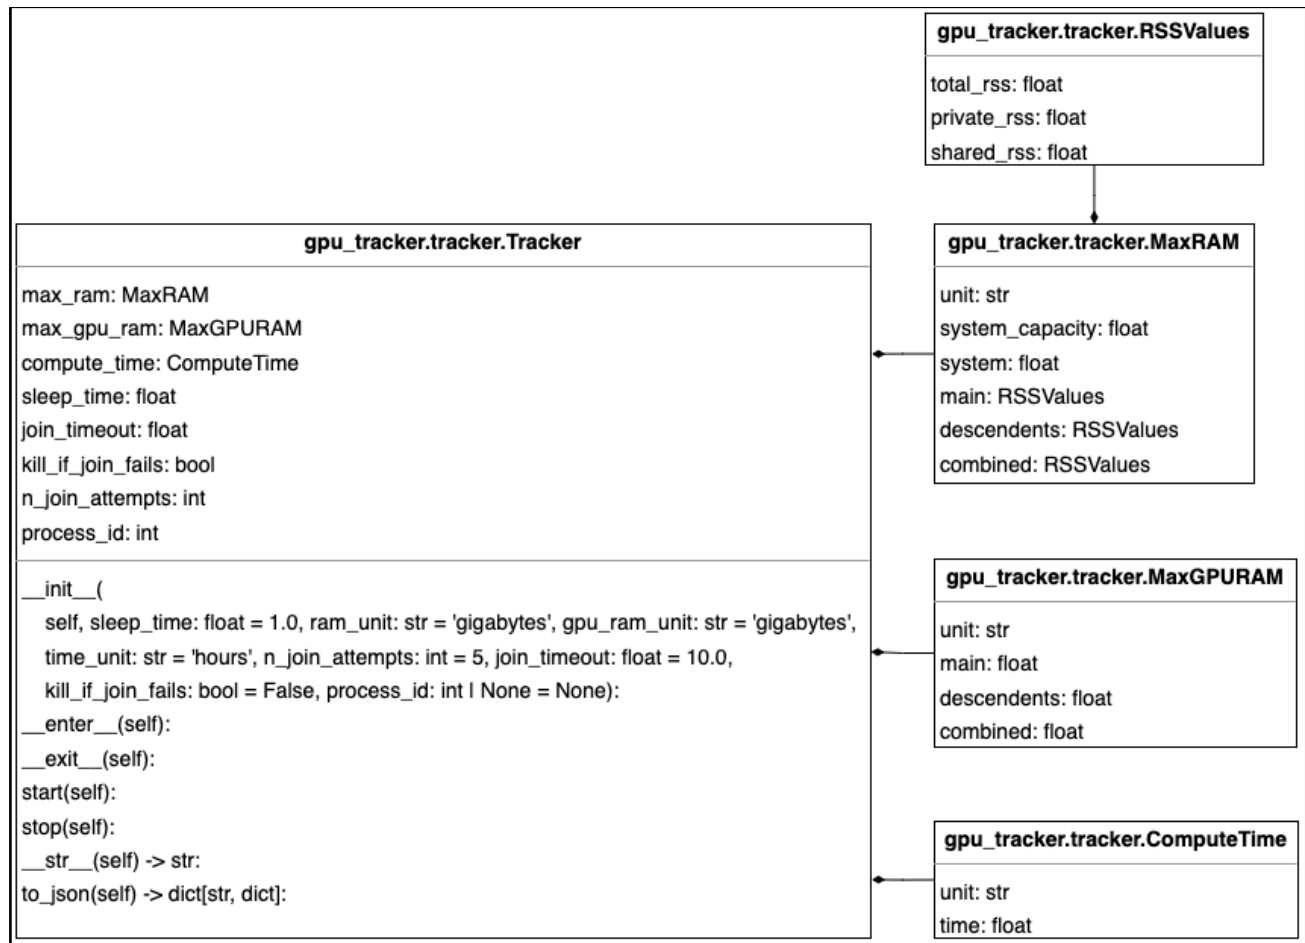 gpu_tracker.tracker.RSSValues
total_rss: float
private_rss: float
shared_rss: float
gpu_tracker.tracker.Tracker
max_ram: MaxRAM
max_gpu_ram: MaxGPURAM
compute_time: ComputeTime
sleep_time: float
join_timeout: float
kill_if_join_fails: bool
n_join_attempts: int
process_id: int
__init__(
self, sleep_time: float = 1.0, ram_unit: str = 'gigabytes', gpu_ram_unit: str = 'gigabytes',
time_unit: str = 'hours', n_join_attempts: int = 5, join_timeout: float = 10.0,
kill_if_join_fails: bool = False, process_id: int | None = None):
__enter__(self):
__exit__(self):
start(self):
stop(self):
__str__(self) -> str:
to_json(self) -> dict[str, dict]:
gpu_tracker.tracker.MaxRAM
unit: str
system_capacity: float
system: float
main: RSSValues
descendents: RSSValues
combined: RSSValues
gpu_tracker.tracker.MaxGPURAM
unit: str
main: float
descendents: float
combined: float
gpu_tracker.tracker.ComputeTime
unit: str
time: float